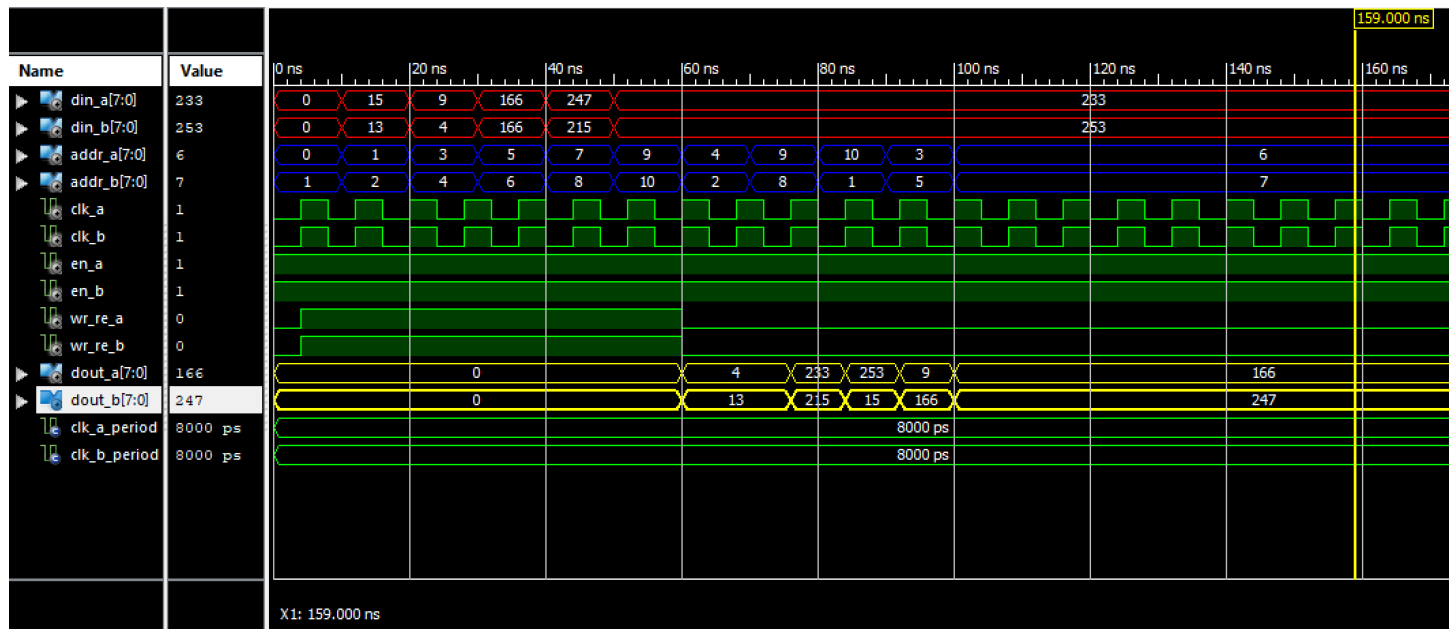 159.000 ns
Name Value 0 ns 20 ns 40 ns 60 ns 80 ns 100 ns 120 ns 140 ns 160 ns
din_a[7:0] 233 0 15 9 166 247 233
din_b[7:0] 253 0 13 4 166 215 253
addr_a[7:0] 6 0 1 3 5 7 9 4 9 10 3 6
addr_b[7:0] 7 1 2 4 6 8 10 2 8 1 5 7
clk_a 1
clk_b 1
en_a 1
en_b 1
wr_re_a 0
wr_re_b 0
dout_a[7:0] 166 0 4 233 253 9 166
dout_b[7:0] 247 0 13 215 15 166 247
clk_a_period 8000 ps 8000 ps
clk_b_period 8000 ps 8000 ps
X1: 159.000 ns